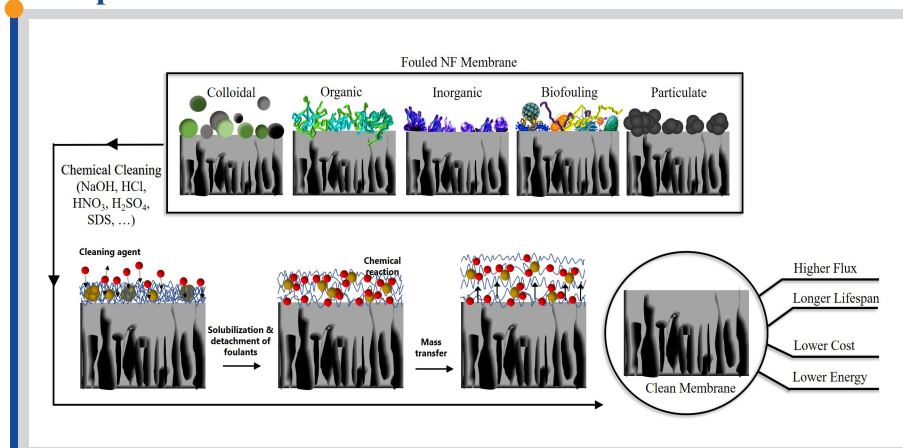 Fouled NF Membrane
Colloidal
Organic
Inorganic
Biofouling
Particulate
Chemical Cleaning
(NaOH, HCl,
HNO₃, H₂SO₄,
SDS, …)
Cleaning agent
Solubilization &
detachment of
foulants
Chemical
reaction
Mass
transfer
Clean Membrane
Higher Flux
Longer Lifespan
Lower Cost
Lower Energy